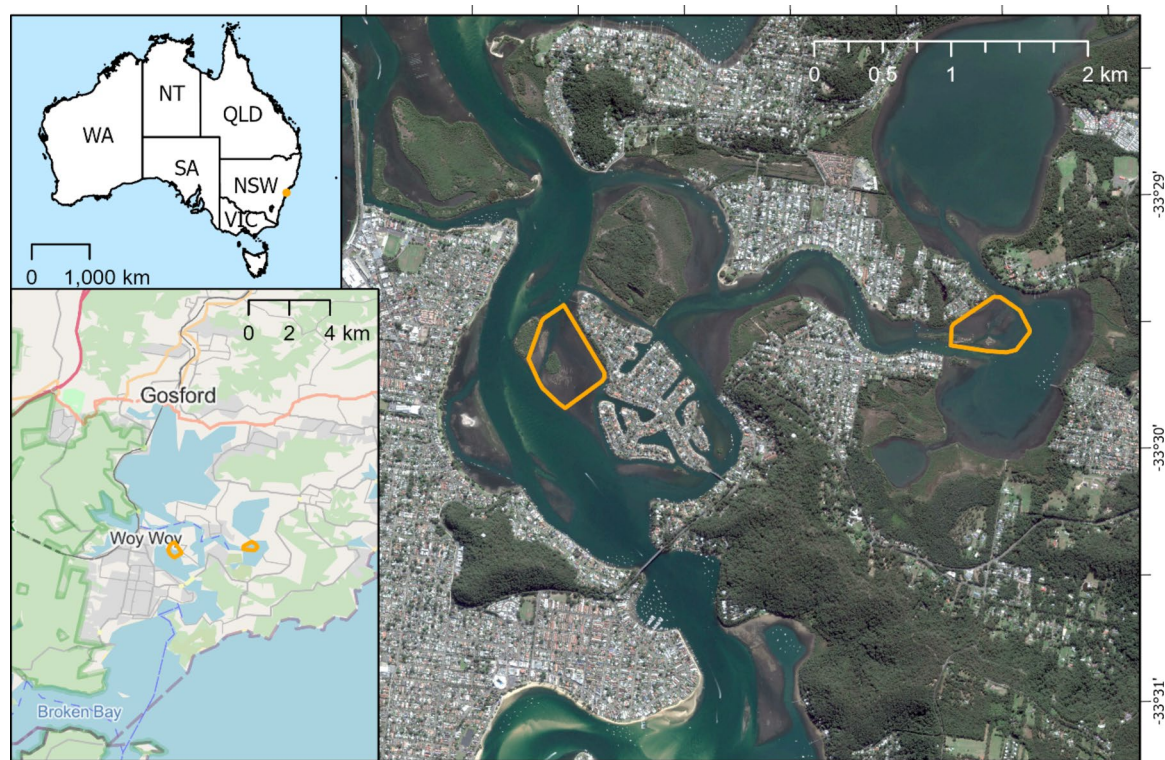 WA
NT
QLD
SA
NSW
VIC
0 1,000 km
0 2 4 km
Gosford
Woy Woy
Broken Bay
0 0.5 1 2 km
-33°29'
-33°30'
-33°31'